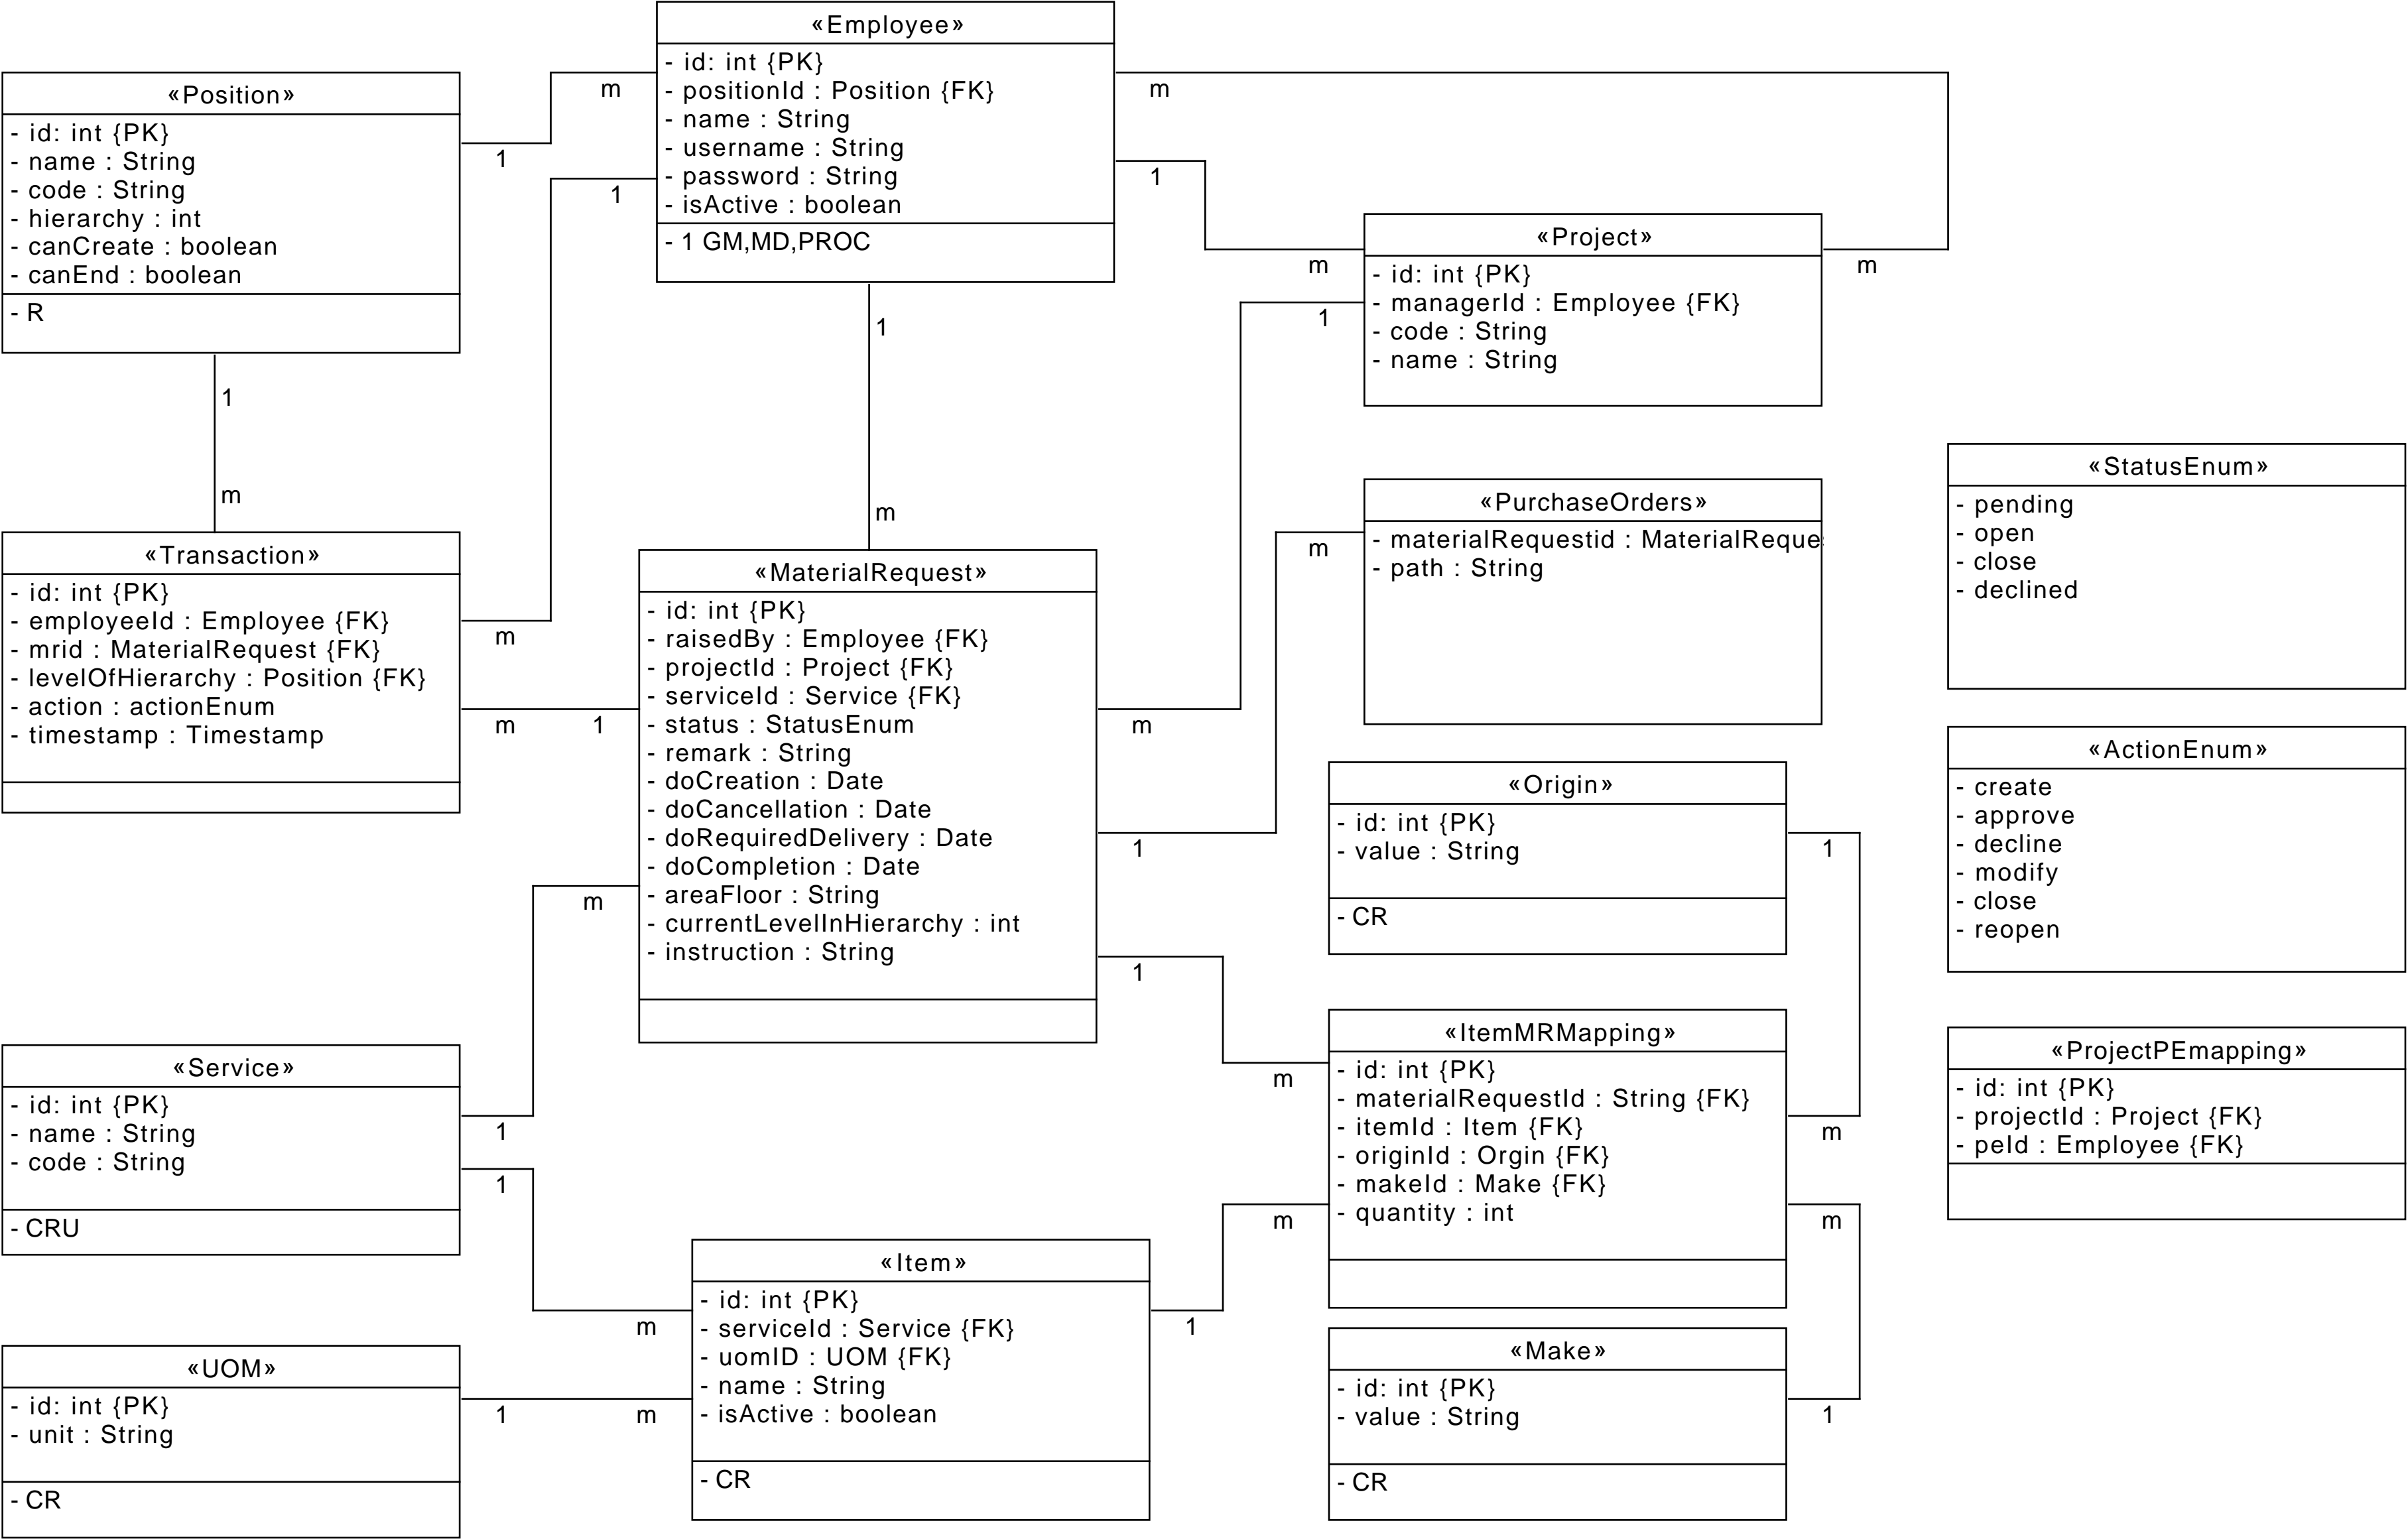 «Employee»
- id: int {PK}
- positionId : Position {FK}
- name : String
- username : String
- password : String
- isActive : boolean
- 1 GM,MD,PROC
«Position»
- id: int {PK}
- name : String
- code : String
- hierarchy : int
- canCreate : boolean
- canEnd : boolean
- R
m
1
1
m
1
m
m
1
m
1
m
1
«Project»
- id: int {PK}
- managerId : Employee {FK}
- code : String
- name : String
«StatusEnum»
- pending
- open
- close
- declined
«PurchaseOrders»
- materialRequestid : MaterialReque
- path : String
m
«Transaction»
- id: int {PK}
- employeeId : Employee {FK}
- mrid : MaterialRequest {FK}
- levelOfHierarchy : Position {FK}
- action : actionEnum
- timestamp : Timestamp
m
m
1
«MaterialRequest»
- id: int {PK}
- raisedBy : Employee {FK}
- projectId : Project {FK}
- serviceId : Service {FK}
- status : StatusEnum
- remark : String
- doCreation : Date
- doCancellation : Date
- doRequiredDelivery : Date
- doCompletion : Date
- areaFloor : String
- currentLevelInHierarchy : int
- instruction : String
m
m
1
1
«ActionEnum»
- create
- approve
- decline
- modify
- close
- reopen
«Origin»
- id: int {PK}
- value : String
- CR
1
«ItemMRMapping»
- id: int {PK}
- materialRequestId : String {FK}
- itemId : Item {FK}
- originId : Orgin {FK}
- makeId : Make {FK}
- quantity : int
m
m
m
m
«ProjectPEmapping»
- id: int {PK}
- projectId : Project {FK}
- peId : Employee {FK}
«Service»
- id: int {PK}
- name : String
- code : String
- CRU
1
1
m
«Item»
- id: int {PK}
- serviceId : Service {FK}
- uomID : UOM {FK}
- name : String
- isActive : boolean
- CR
1
«UOM»
- id: int {PK}
- unit : String
- CR
1
m
«Make»
- id: int {PK}
- value : String
- CR
1